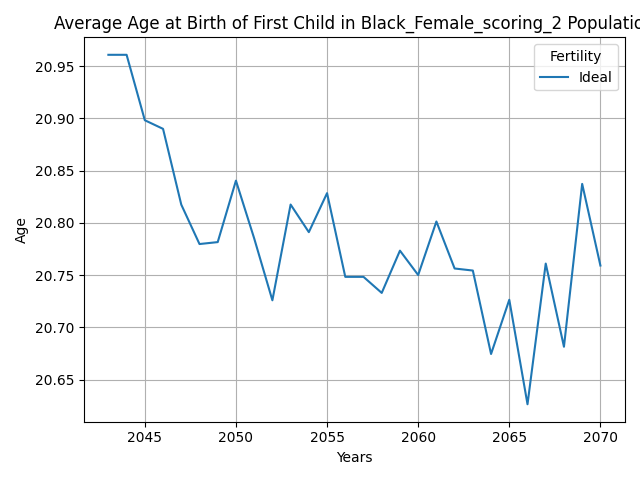 Average Age at Birth of First Child in Black_Female_scoring_2 Populatio
Fertility
Ideal
20.95
20.90
20.85
20.80
20.75
20.70
20.65
Age
2045 2050 2055 2060 2065 2070
Years